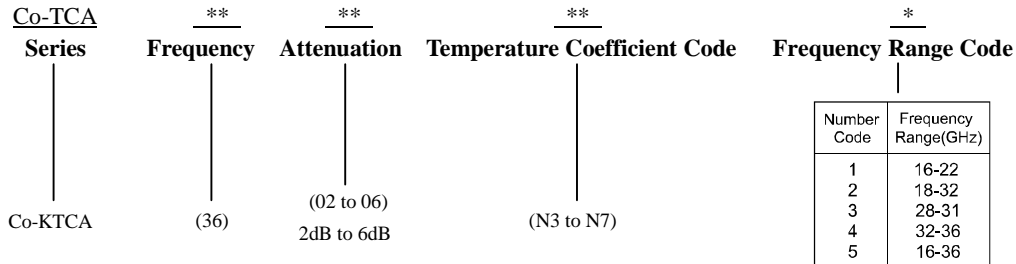 Co-TCA ** ** ** *
Series Frequency Attenuation Temperature Coefficient Code Frequency Range Code
Number Code Frequency Range(GHz)
1 16-22
2 18-32
3 28-31
4 32-36
5 16-36
Co-KTCA (36) (02 to 06) (N3 to N7)
2dB to 6dB